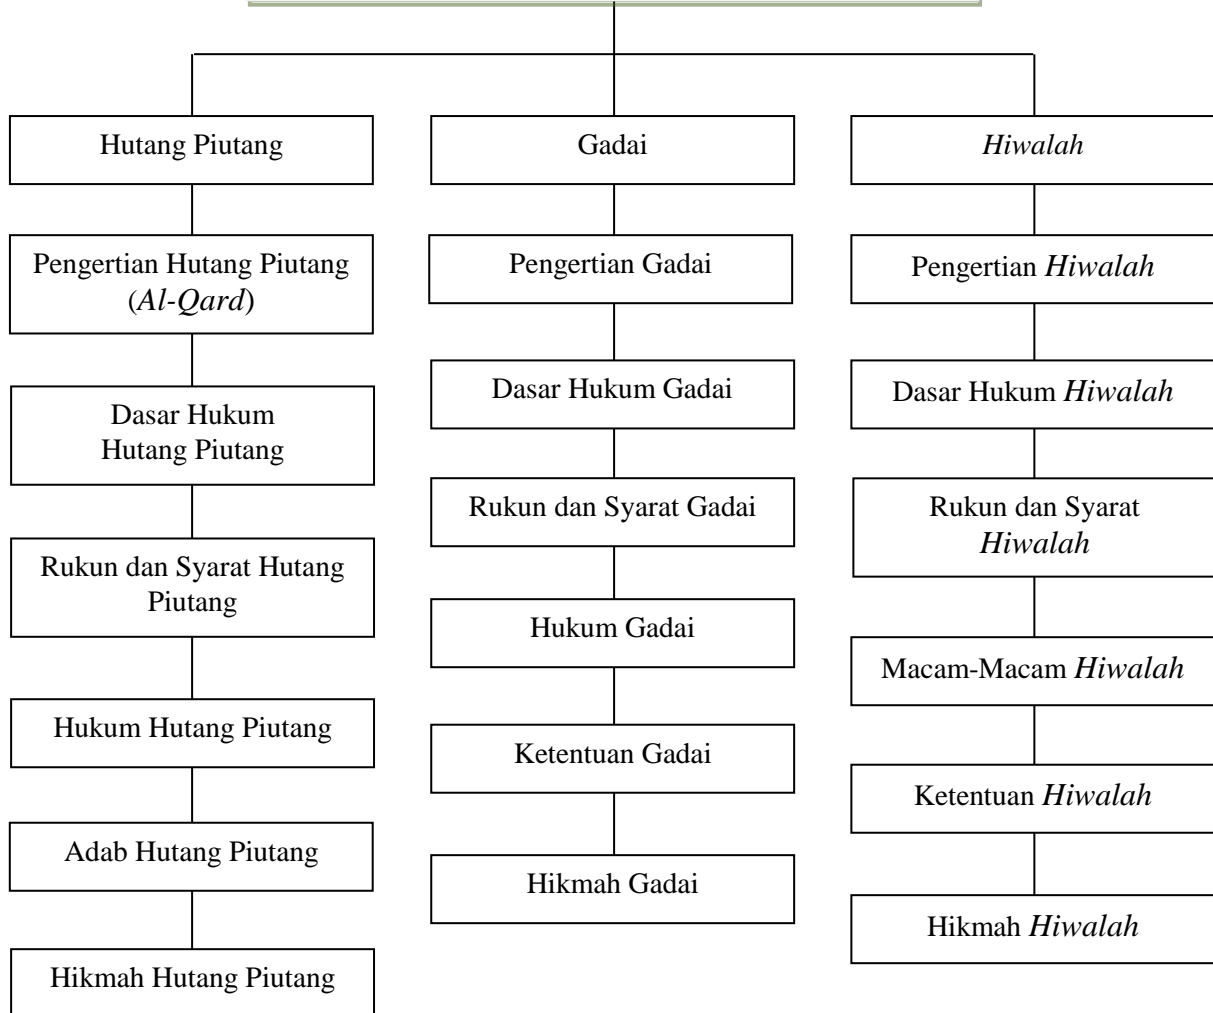 Hutang Piutang
Pengertian Hutang Piutang
(Al-Qard)
Dasar Hukum
Hutang Piutang
Rukun dan Syarat Hutang
Piutang
Hukum Hutang Piutang
Adab Hutang Piutang
Hikmah Hutang Piutang
Gadai
Pengertian Gadai
Dasar Hukum Gadai
Rukun dan Syarat Gadai
Hukum Gadai
Ketentuan Gadai
Hikmah Gadai
Hiwalah
Pengertian Hiwalah
Dasar Hukum Hiwalah
Rukun dan Syarat
Hiwalah
Macam-Macam Hiwalah
Ketentuan Hiwalah
Hikmah Hiwalah